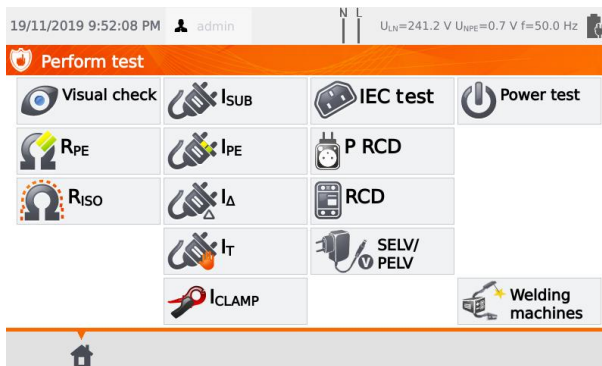 19/11/2019 9:52:08 PM admin N L ULN=241.2 V UNPE=0.7 V f=50.0 Hz
Perform test
Visual check ISUB IEC test Power test
RPE IPE P RCD
RISO IΔ RCD
IT SELV/
PELV
ICLAMP Welding
machines